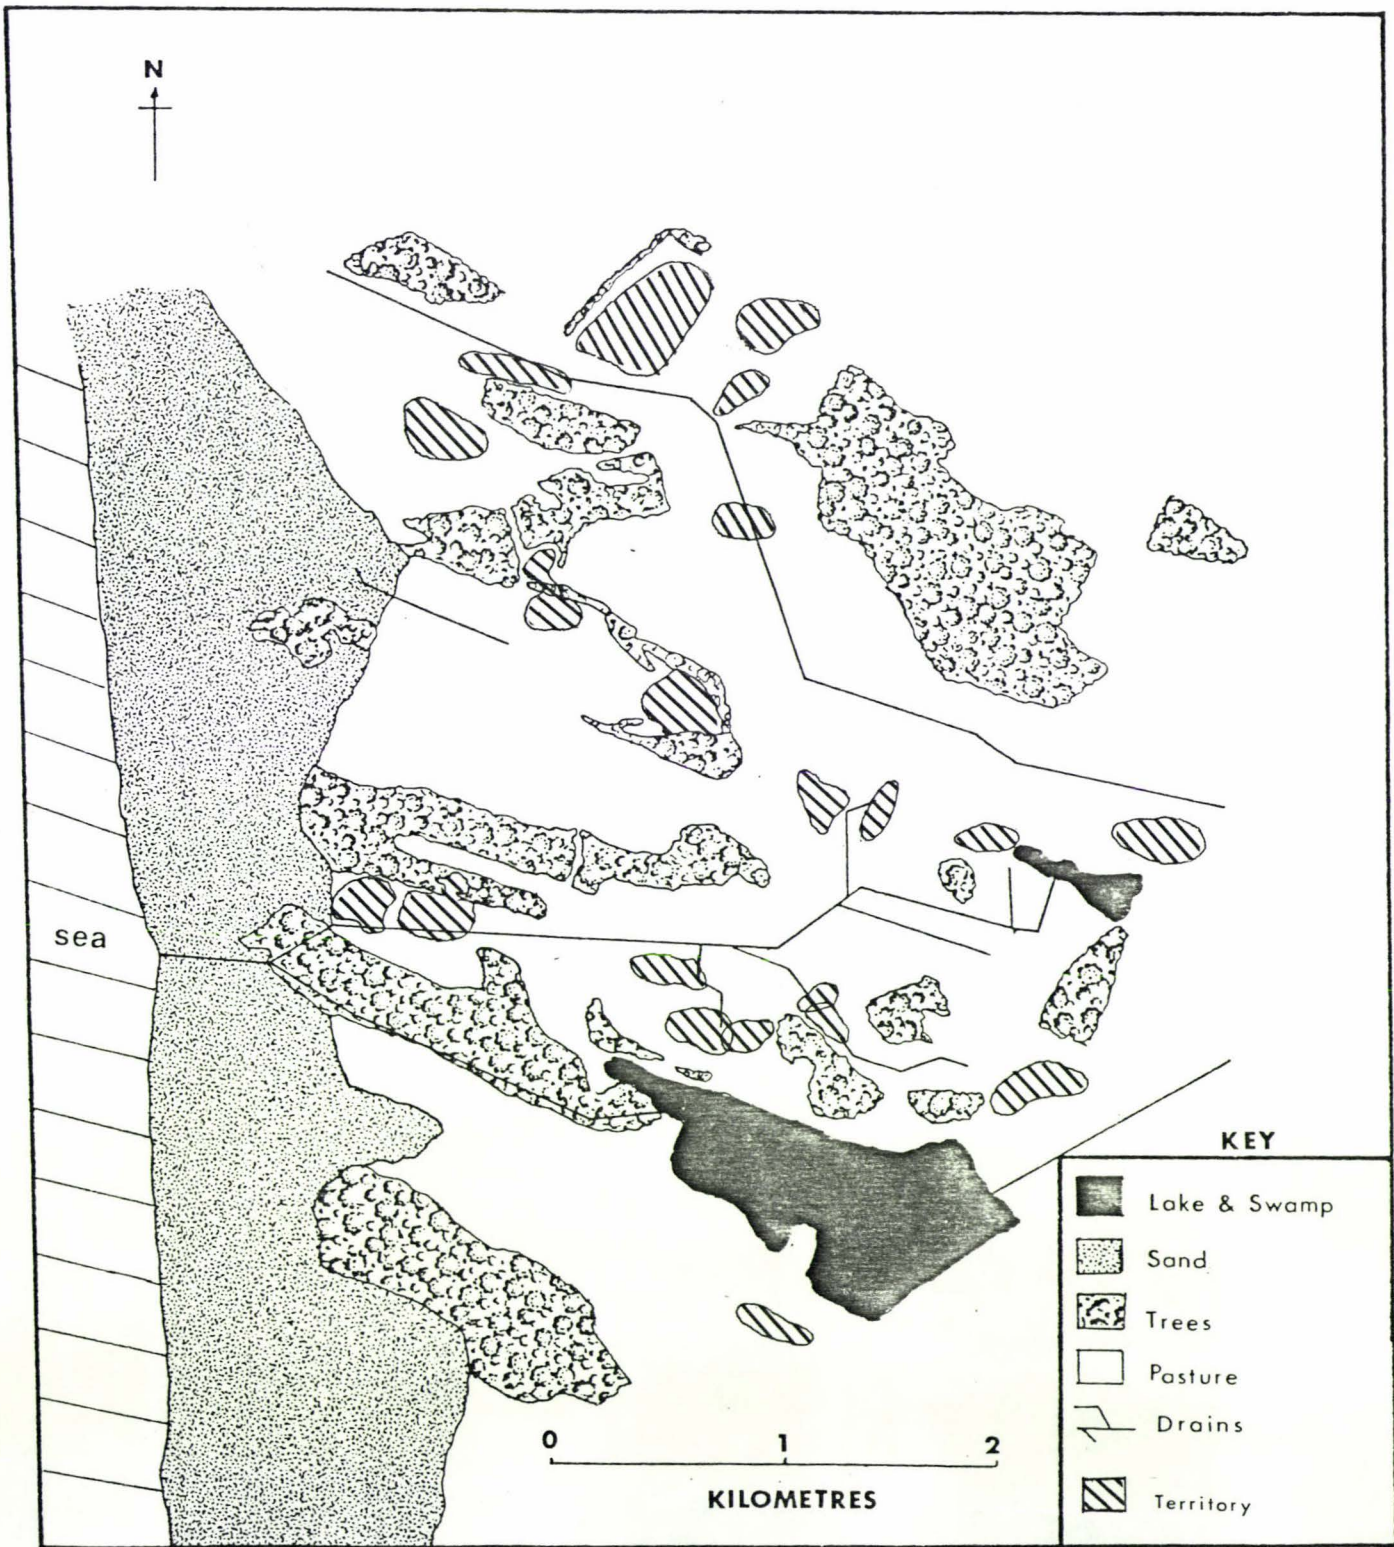 N
sea
KEY
Lake & Swamp
Sand
Trees
Pasture
Drains
Territory
0 1 2
KILOMETRES